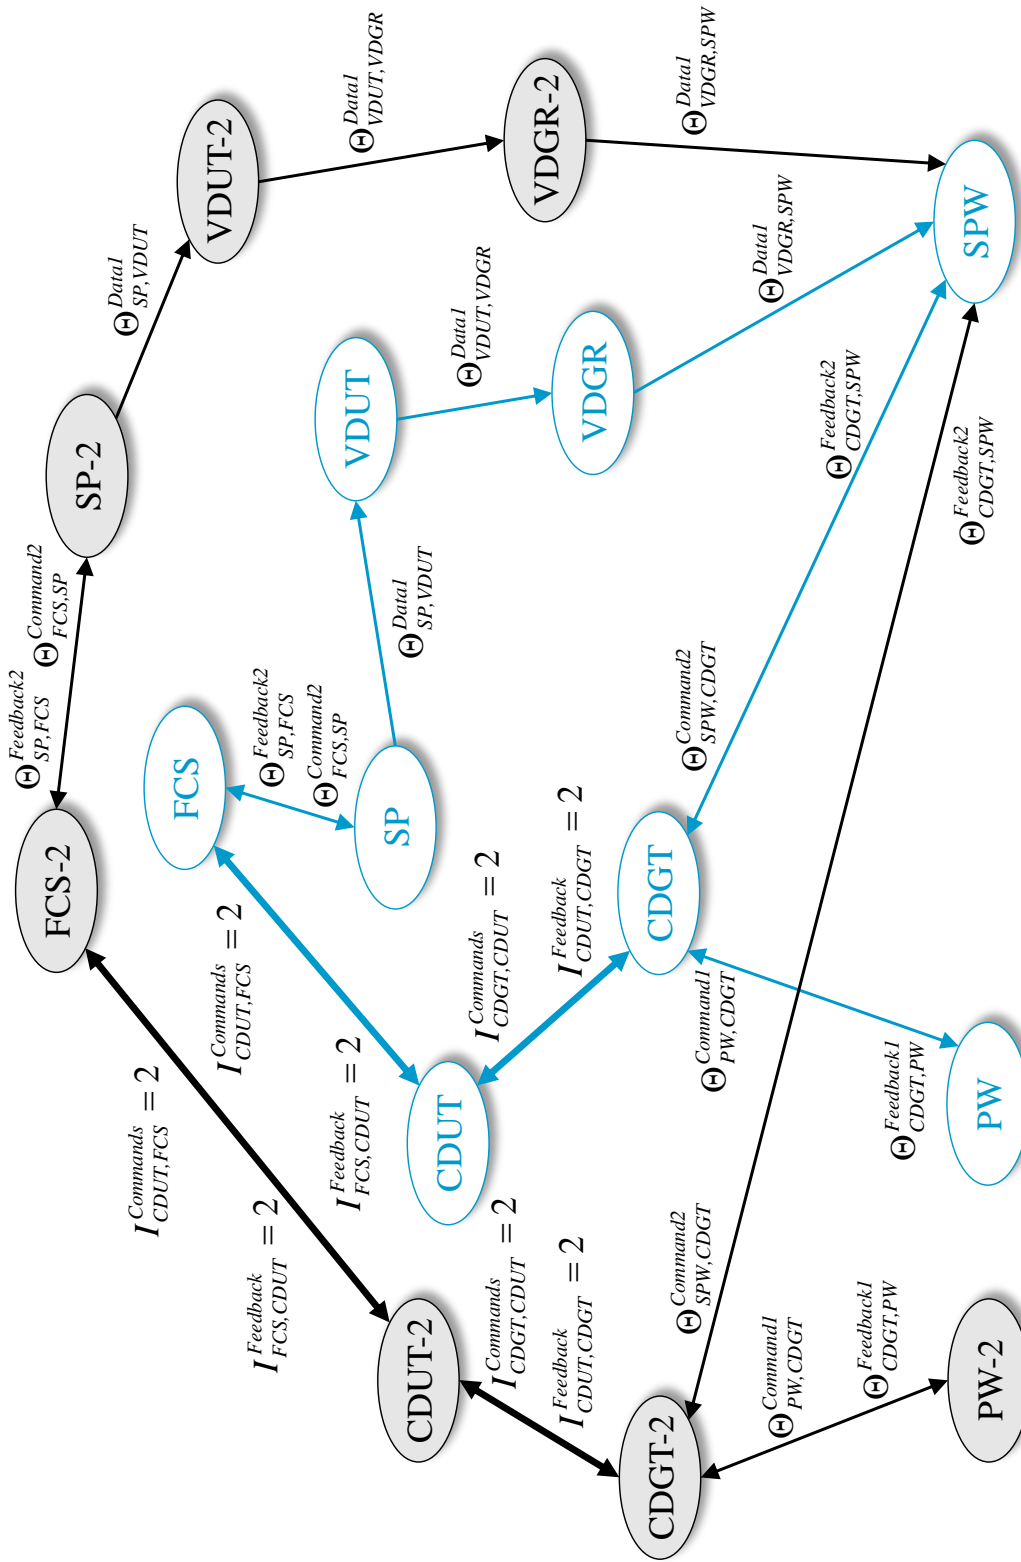 FCS-2
Θ^{Feedback2}_{SP,FCS}
Θ^{Command2}_{FCS,SP}
SP-2
Θ^{Data1}_{SP,VDUT}
VDUT-2
Θ^{Data1}_{VDUT,VDGR}
VDGR-2
Θ^{Data1}_{VDGR,SPW}
I^{Commands}_{CDUT,FCS} = 2
I^{Feedback}_{FCS,CDUT} = 2
CDUT-2
I^{Commands}_{CDGT,CDUT} = 2
I^{Feedback}_{CDUT,CDGT} = 2
CDGT-2
Θ^{Command1}_{PW,CDGT}
Θ^{Feedback1}_{CDGT,PW}
PW-2
Θ^{Command2}_{SPW,CDGT}
Θ^{Feedback2}_{CDGT,SPW}
FCS
Θ^{Feedback2}_{SP,FCS}
Θ^{Command2}_{FCS,SP}
SP
Θ^{Data1}_{SP,VDUT}
VDUT
Θ^{Data1}_{VDUT,VDGR}
VDGR
Θ^{Data1}_{VDGR,SPW}
SPW
I^{Commands}_{CDUT,FCS} = 2
I^{Feedback}_{FCS,CDUT} = 2
CDUT
I^{Commands}_{CDGT,CDUT} = 2
I^{Feedback}_{CDUT,CDGT} = 2
CDGT
Θ^{Command2}_{SPW,CDGT}
Θ^{Feedback2}_{CDGT,SPW}
Θ^{Command1}_{PW,CDGT}
Θ^{Feedback1}_{CDGT,PW}
PW